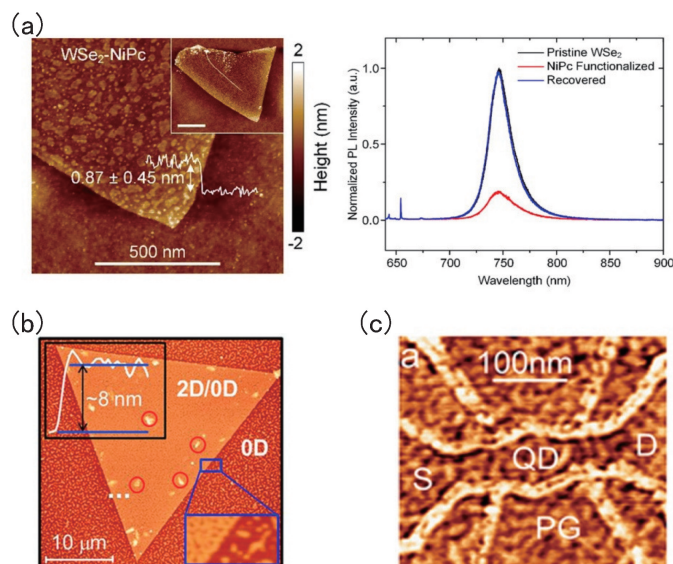 (a)
WSe₂-NiPc
0.87 ± 0.45 nm
500 nm
2
Height (nm)
-2
Normalized PL Intensity (a.u.)
1.0
0.5
0.0
Pristine WSe₂
NiPc Functionalized
Recovered
650 700 750 800 850 900
Wavelength (nm)
(b)
~8 nm
2D/0D
0D
10 μm
(c)
a
100nm
QD
D
S
PG